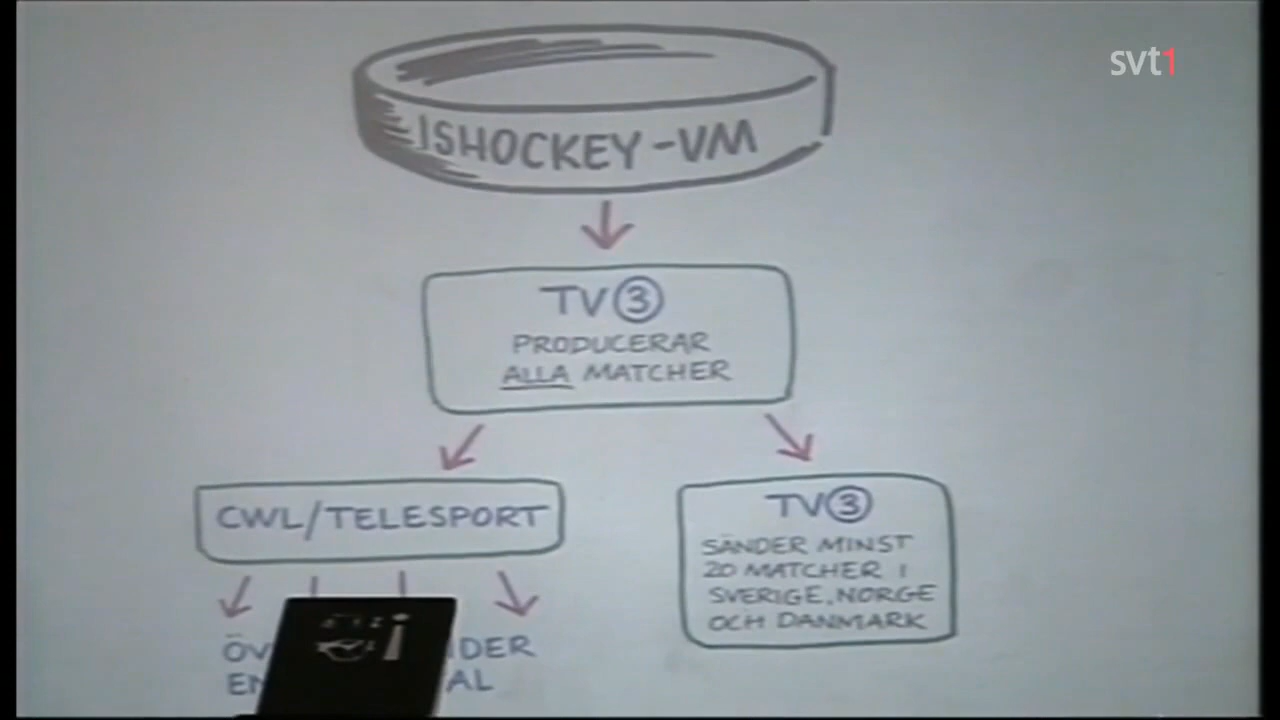 svt1
ISHOCKEY-VM
TV3
PRODUCERAR
ALLA MATCHER
CWL/TELESPORT
TV3
SÄNDER MINST
20 MATCHER I
SVERIGE, NORGE
OCH DANMARK